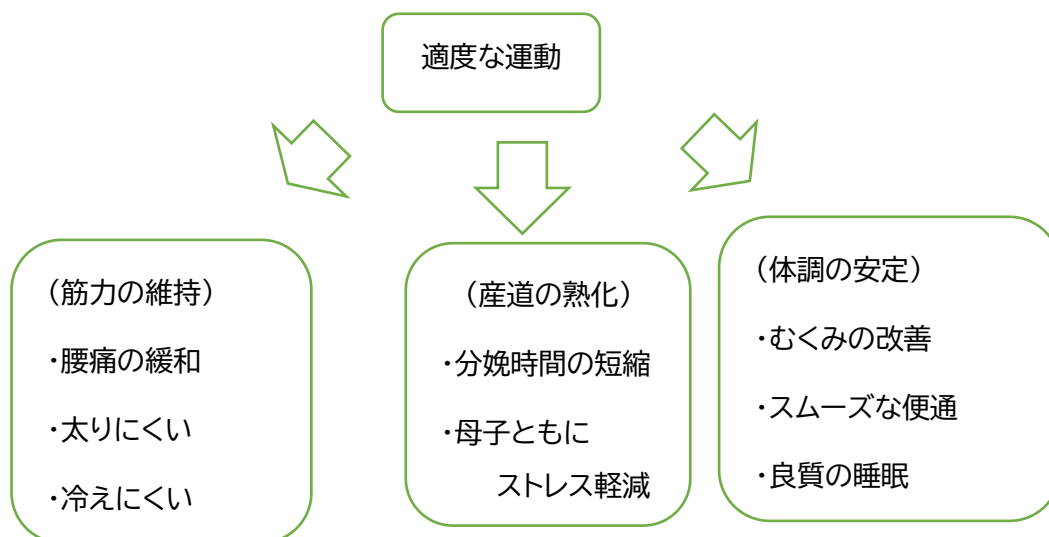 適度な運動
（筋力の維持）
・腰痛の緩和
・太りにくい
・冷えにくい
（産道の熟化）
・分娩時間の短縮
・母子ともに
ストレス軽減
（体調の安定）
・むくみの改善
・スムーズな便通
・良質の睡眠